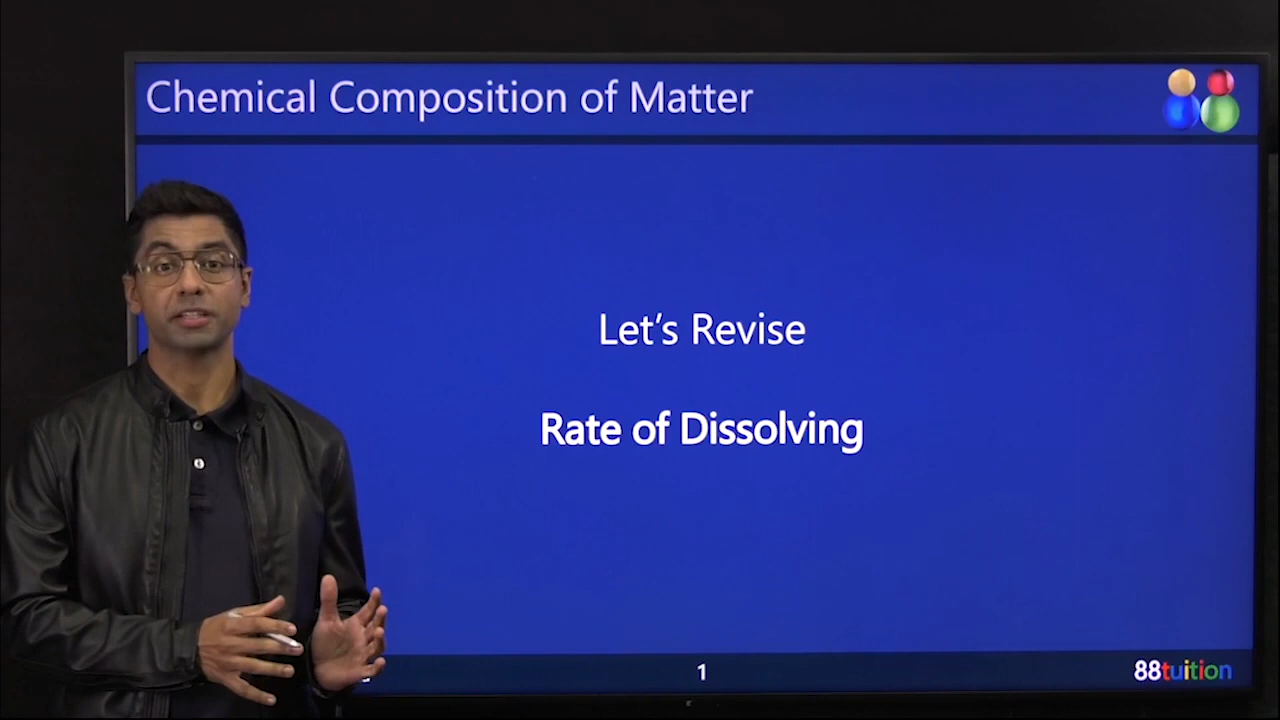 Chemical Composition of Matter
Let's Revise
Rate of Dissolving
1
88tuition